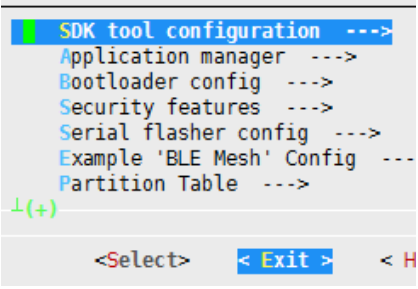 SDK tool configuration --->
Application manager --->
Bootloader config --->
Security features --->
Serial flasher config --->
Example 'BLE Mesh' Config ---
Partition Table --->
┴(+)
<Select> < Exit > < H